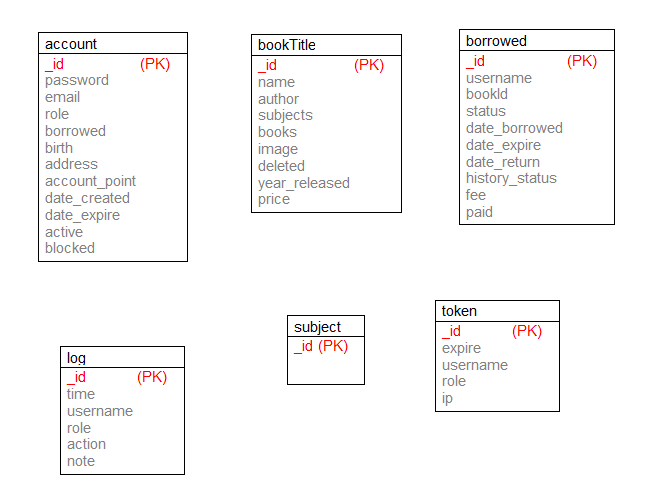 account
_id (PK)
password
email
role
borrowed
birth
address
account_point
date_created
date_expire
active
blocked
bookTitle
_id (PK)
name
author
subjects
books
image
deleted
year_released
price
borrowed
_id (PK)
username
bookId
status
date_borrowed
date_expire
date_return
history_status
fee
paid
log
_id (PK)
time
username
role
action
note
subject
_id (PK)
token
_id (PK)
expire
username
role
ip